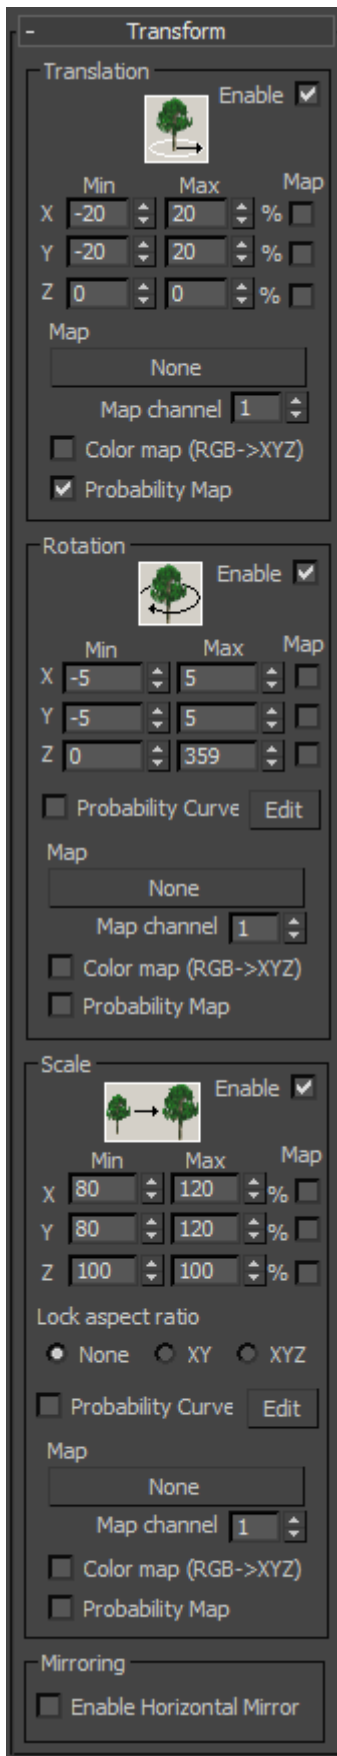 - Transform
Translation
Enable
Min Max Map
X -20 20 %
Y -20 20 %
Z 0 0 %
Map
None
Map channel 1
Color map (RGB->XYZ)
Probability Map
Rotation
Enable
Min Max Map
X -5 5
Y -5 5
Z 0 359
Probability Curve Edit
Map
None
Map channel 1
Color map (RGB->XYZ)
Probability Map
Scale
Enable
Min Max Map
X 80 120 %
Y 80 120 %
Z 100 100 %
Lock aspect ratio
None XY XYZ
Probability Curve Edit
Map
None
Map channel 1
Color map (RGB->XYZ)
Probability Map
Mirroring
Enable Horizontal Mirror